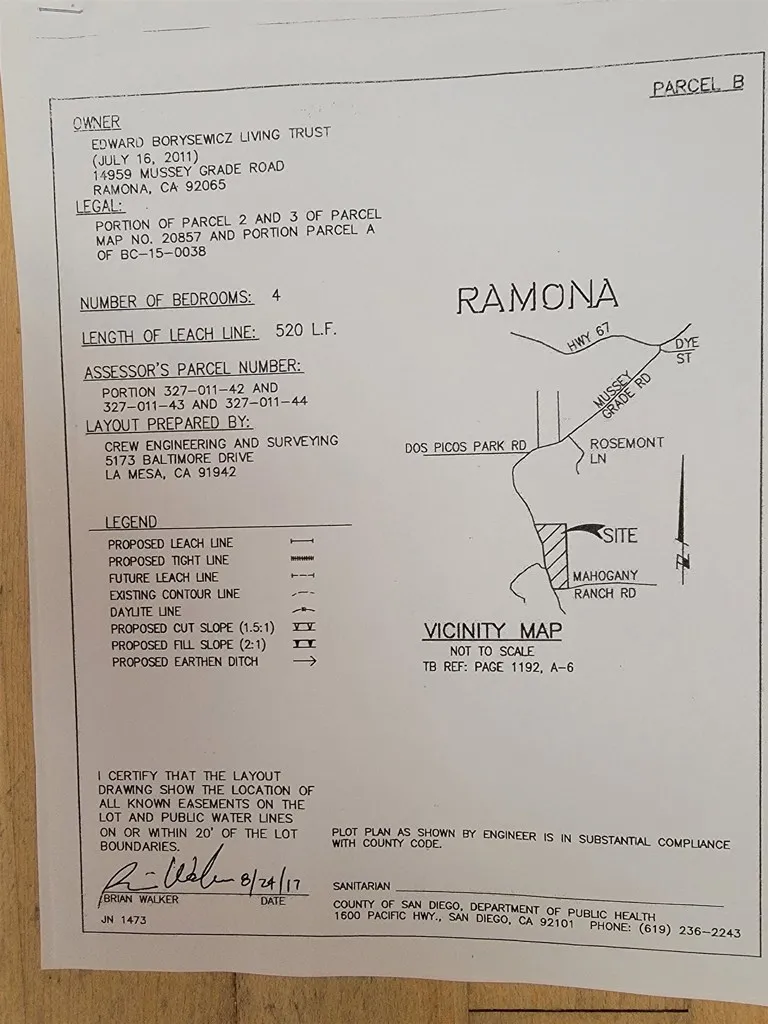 PARCEL B
OWNER
EDWARD BORYSEWICZ LIVING TRUST
(JULY 16, 2011)
14959 MUSSEY GRADE ROAD
RAMONA, CA 92065
LEGAL:
PORTION OF PARCEL 2 AND 3 OF PARCEL
MAP NO. 20857 AND PORTION PARCEL A
OF BC-15-0038
NUMBER OF BEDROOMS: 4
LENGTH OF LEACH LINE: 520 L.F.
ASSESSOR'S PARCEL NUMBER:
PORTION 327-011-42 AND
327-011-43 AND 327-011-44
LAYOUT PREPARED BY:
CREW ENGINEERING AND SURVEYING
5173 BALTIMORE DRIVE
LA MESA, CA 91942
LEGEND
PROPOSED LEACH LINE
PROPOSED TIGHT LINE
FUTURE LEACH LINE
EXISTING CONTOUR LINE
DAYLITE LINE
PROPOSED CUT SLOPE (1.5:1)
PROPOSED FILL SLOPE (2:1)
PROPOSED EARTHEN DITCH
RAMONA
HWY 67
DYE
ST
MUSSEY
GRADE RD
DOS PICOS PARK RD
ROSEMONT
LN
SITE
N
MAHOGANY
RANCH RD
VICINITY MAP
NOT TO SCALE
TB REF: PAGE 1192, A-6
I CERTIFY THAT THE LAYOUT
DRAWING SHOW THE LOCATION OF
ALL KNOWN EASEMENTS ON THE
LOT AND PUBLIC WATER LINES
ON OR WITHIN 20' OF THE LOT
BOUNDARIES.
Brian Walker 8/24/17
BRIAN WALKER DATE
JN 1473
PLOT PLAN AS SHOWN BY ENGINEER IS IN SUBSTANTIAL COMPLIANCE
WITH COUNTY CODE.
SANITARIAN
COUNTY OF SAN DIEGO, DEPARTMENT OF PUBLIC HEALTH
1600 PACIFIC HWY., SAN DIEGO, CA 92101 PHONE: (619) 236-2243